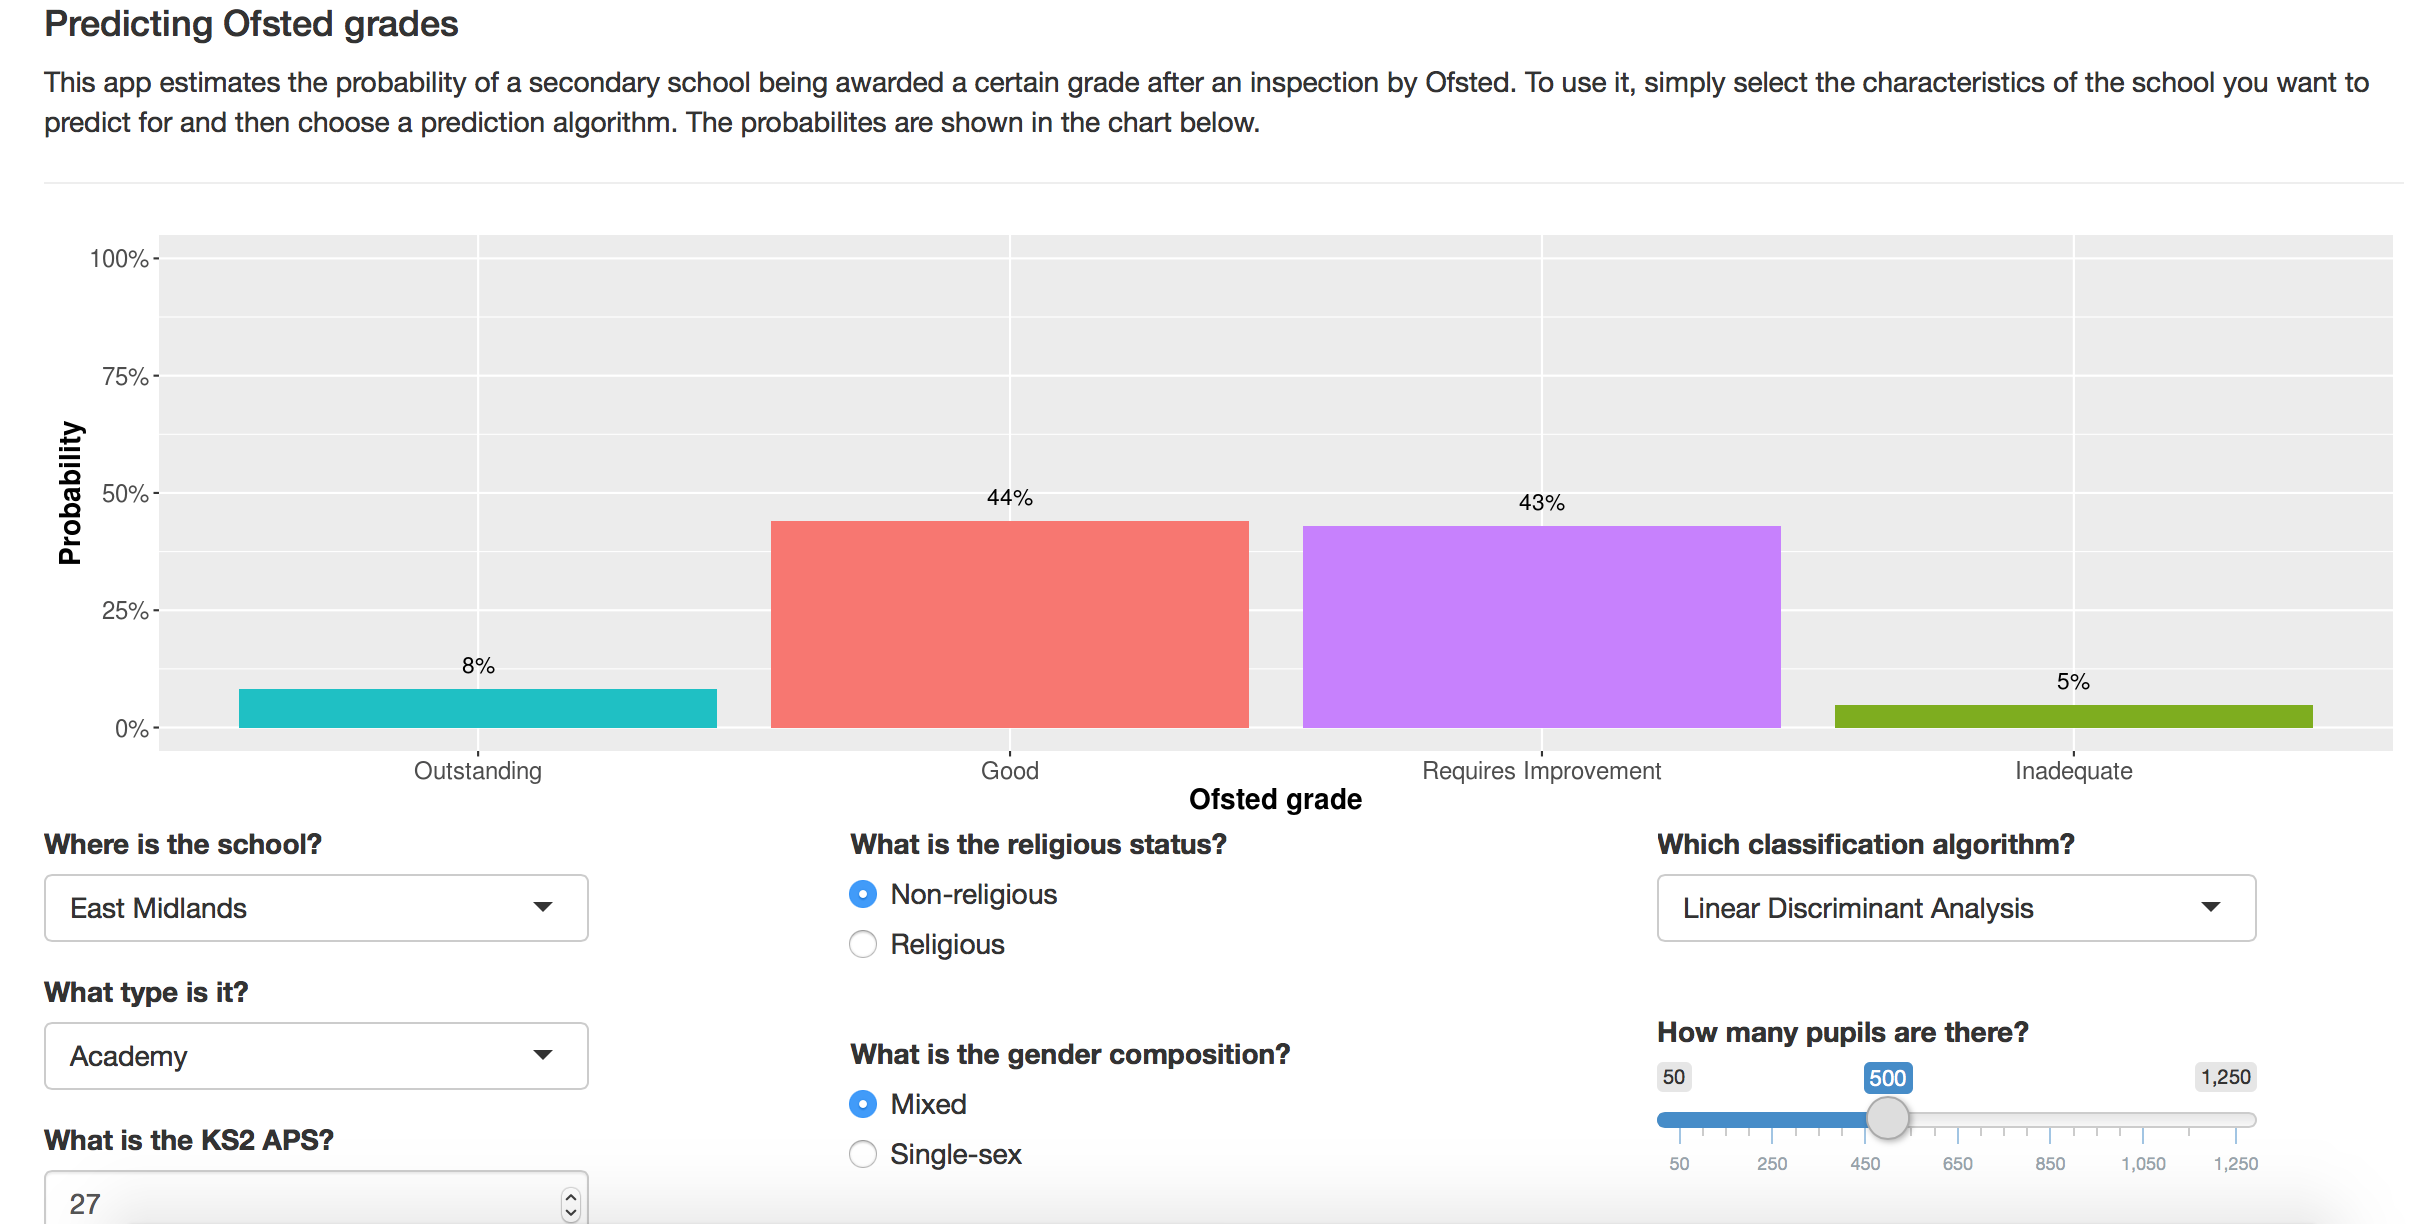 Predicting Ofsted grades
This app estimates the probability of a secondary school being awarded a certain grade after an inspection by Ofsted. To use it, simply select the characteristics of the school you want to
predict for and then choose a prediction algorithm. The probabilites are shown in the chart below.
100%
75%
50%
25%
0%
Probability
8%
44%
43%
5%
Outstanding
Good
Requires Improvement
Inadequate
Ofsted grade
Where is the school?
East Midlands
What type is it?
Academy
What is the KS2 APS?
27
What is the religious status?
Non-religious
Religious
What is the gender composition?
Mixed
Single-sex
Which classification algorithm?
Linear Discriminant Analysis
How many pupils are there?
50
500
1,250
50
250
450
650
850
1,050
1,250